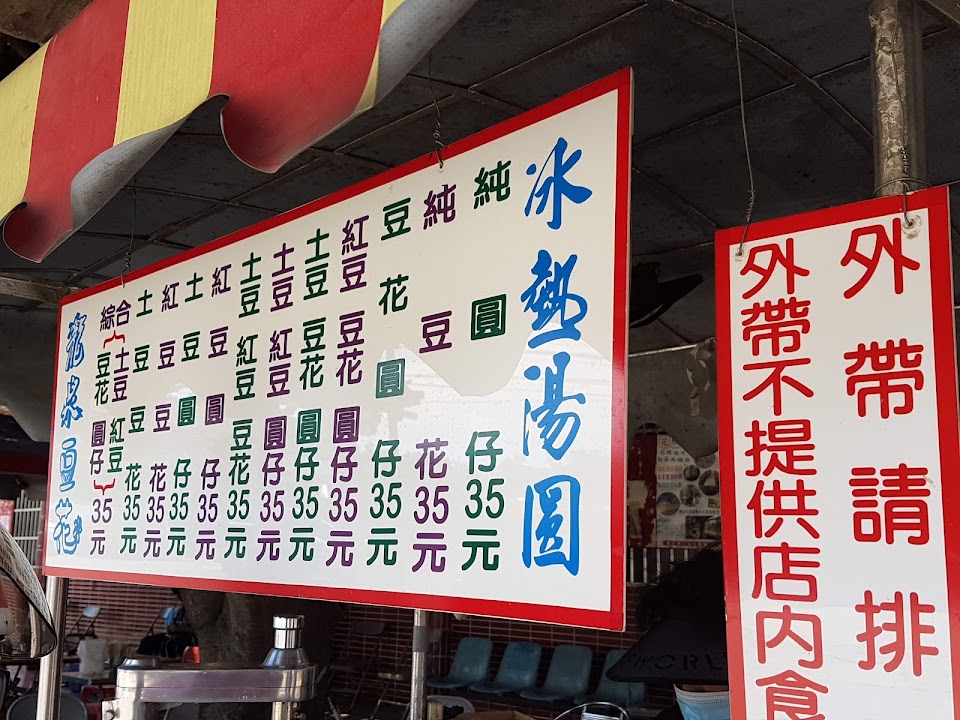 冰熱湯圓
純圓仔35元
純豆花35元
豆花圓仔35元
紅豆豆花圓仔35元
土豆豆花圓仔35元
土豆紅豆圓仔35元
土豆紅豆豆花35元
紅圓仔35元
土豆圓仔35元
紅豆豆花35元
土豆豆花35元
綜合
土豆紅豆
豆花圓仔
35元
龍泉豆花
外帶請排
外帶不提供店內食